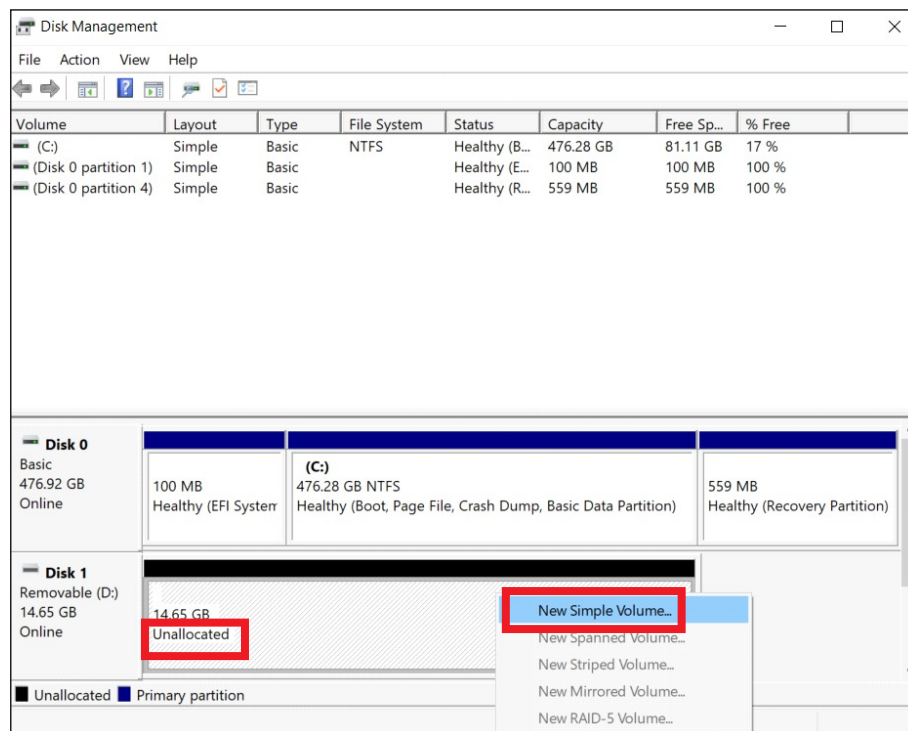 Disk Management
File Action View Help
Volume Layout Type File System Status Capacity Free Sp... % Free
(C:) Simple Basic NTFS Healthy (B... 476.28 GB 81.11 GB 17 %
(Disk 0 partition 1) Simple Basic Healthy (E... 100 MB 100 MB 100 %
(Disk 0 partition 4) Simple Basic Healthy (R... 559 MB 559 MB 100 %
Disk 0
Basic
476.92 GB
Online
100 MB
Healthy (EFI System
(C:)
476.28 GB NTFS
Healthy (Boot, Page File, Crash Dump, Basic Data Partition)
559 MB
Healthy (Recovery Partition)
Disk 1
Removable (D:)
14.65 GB
Online
14.65 GB
Unallocated
New Simple Volume...
New Spanned Volume...
New Striped Volume...
New Mirrored Volume...
New RAID-5 Volume...
Unallocated Primary partition